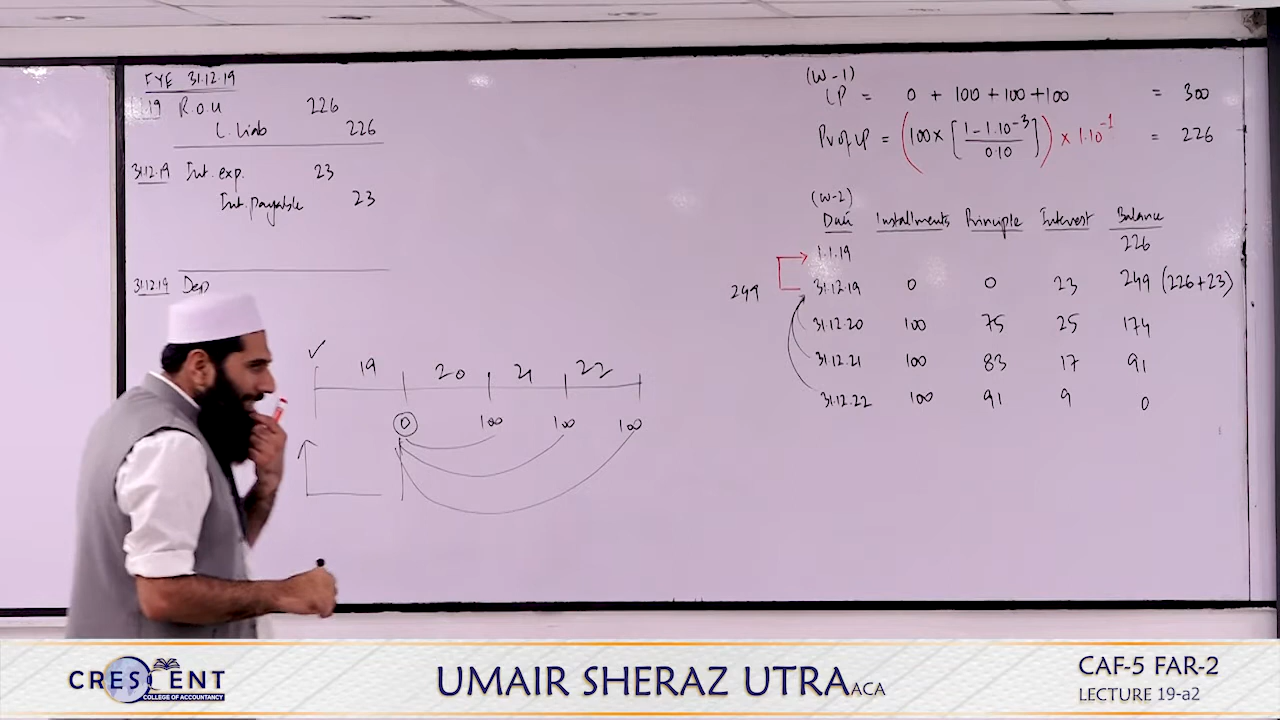 FYE 31.12.19
1.19 R.O.U 226
L. Liab 226
31.12.19 Int. exp. 23
Int. payable 23
31.12.19 Dep
19 20 21 22
0 100 100 100
(W-1)
LP = 0 + 100 + 100 + 100 = 300
PV of LP = (100 × [1 - 1.10⁻³ / 0.10]) × 1.10⁻¹ = 226
(W-2)
Date Installments Principle Interest Balance
226
1.1.19
249 31.12.19 0 0 23 249 (226+23)
31.12.20 100 75 25 174
31.12.21 100 83 17 91
31.12.22 100 91 9 0
CRESCENT
COLLEGE OF ACCOUNTANCY
UMAIR SHERAZ UTRA ACA
CAF-5 FAR-2
LECTURE 19-a2